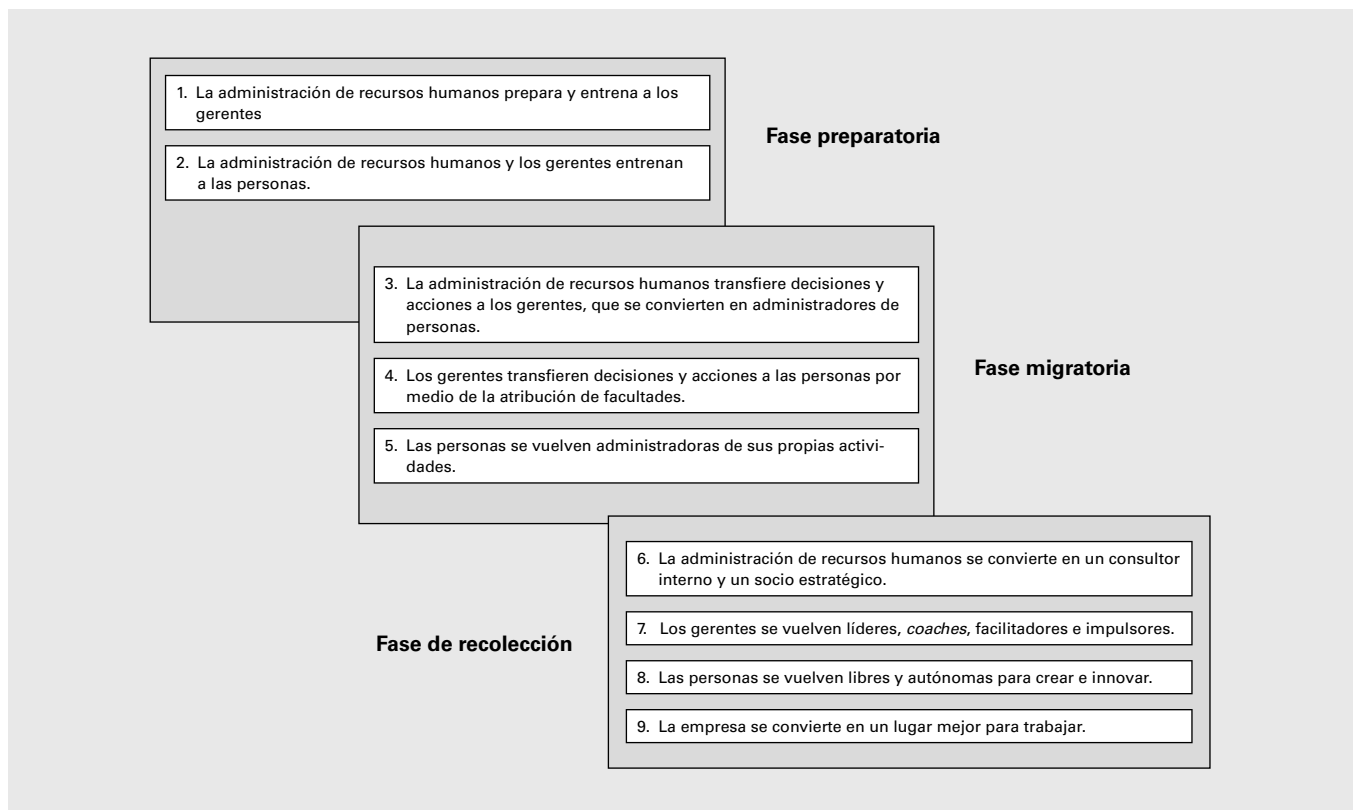 1. La administración de recursos humanos prepara y entrena a los
gerentes
2. La administración de recursos humanos y los gerentes entrenan
a las personas.
Fase preparatoria
3. La administración de recursos humanos transfiere decisiones y
acciones a los gerentes, que se convierten en administradores de
personas.
4. Los gerentes transfieren decisiones y acciones a las personas por
medio de la atribución de facultades.
5. Las personas se vuelven administradoras de sus propias activi-
dades.
Fase migratoria
6. La administración de recursos humanos se convierte en un consultor
interno y un socio estratégico.
7. Los gerentes se vuelven líderes, coaches, facilitadores e impulsores.
8. Las personas se vuelven libres y autónomas para crear e innovar.
9. La empresa se convierte en un lugar mejor para trabajar.
Fase de recolección